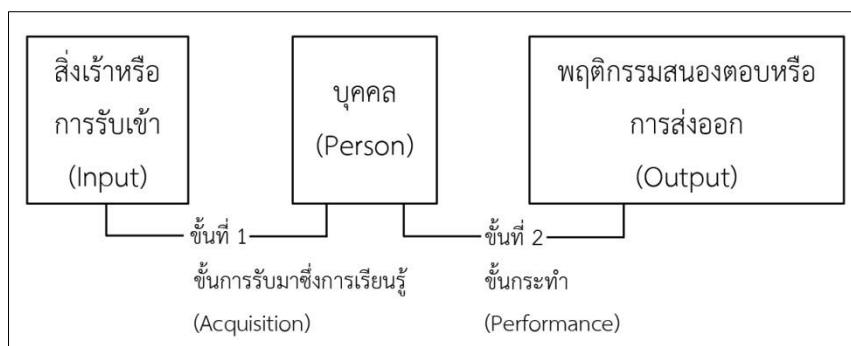 สิ่งเร้าหรือ
การรับเข้า
(Input)
บุคคล
(Person)
พฤติกรรมสนองตอบหรือ
การส่งออก
(Output)
ขั้นที่ 1
ขั้นการรับมาซึ่งการเรียนรู้
(Acquisition)
ขั้นที่ 2
ขั้นกระทำ
(Performance)